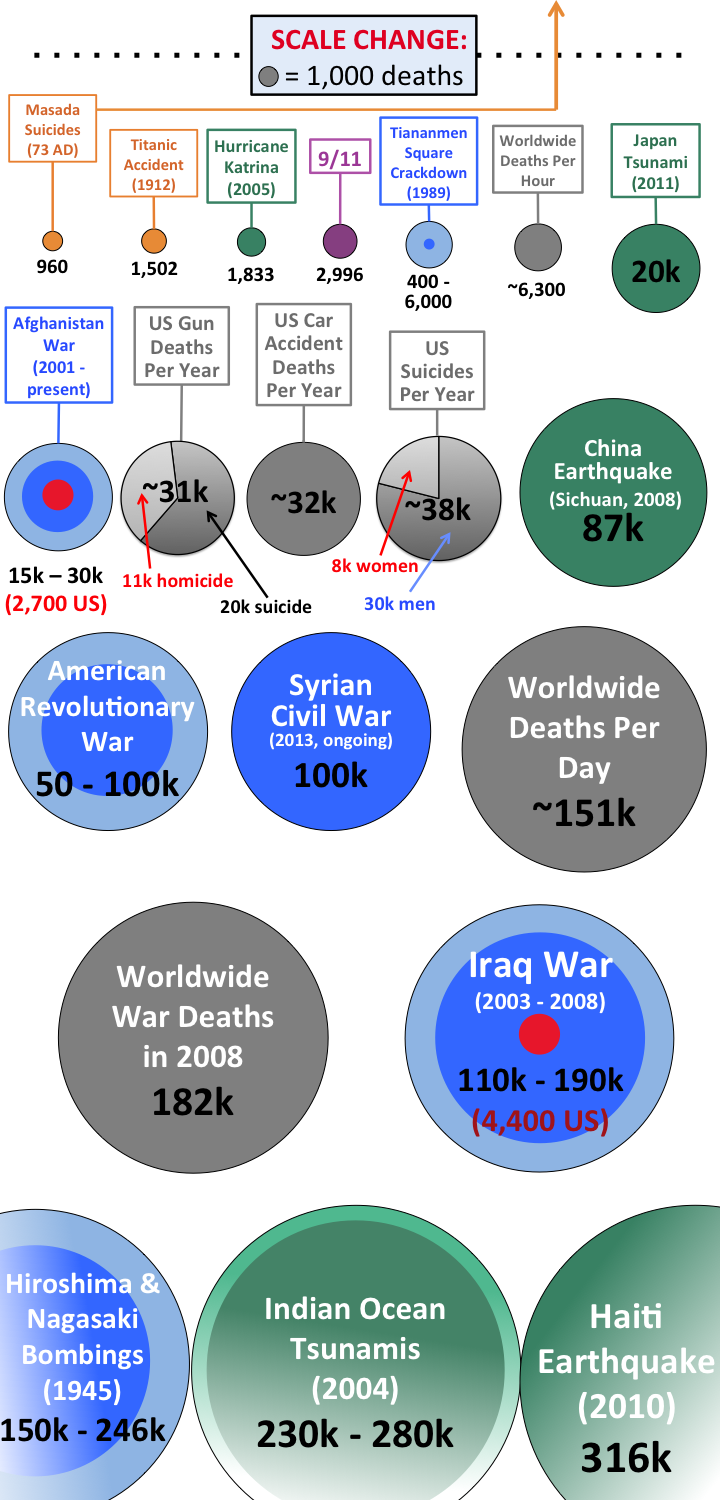 SCALE CHANGE:
= 1,000 deaths
Masada
Suicides
(73 AD)
960
Titanic
Accident
(1912)
1,502
Hurricane
Katrina
(2005)
1,833
9/11
2,996
Tiananmen
Square
Crackdown
(1989)
400 -
6,000
Worldwide
Deaths Per
Hour
~6,300
Japan
Tsunami
(2011)
20k
Afghanistan
War
(2001 -
present)
15k – 30k
(2,700 US)
US Gun
Deaths
Per Year
~31k
11k homicide
20k suicide
US Car
Accident
Deaths
Per Year
~32k
US
Suicides
Per Year
~38k
8k women
30k men
China
Earthquake
(Sichuan, 2008)
87k
American
Revolutionary
War
50 - 100k
Syrian
Civil War
(2013, ongoing)
100k
Worldwide
Deaths Per
Day
~151k
Worldwide
War Deaths
in 2008
182k
Iraq War
(2003 - 2008)
110k - 190k
(4,400 US)
Hiroshima &
Nagasaki
Bombings
(1945)
150k - 246k
Indian Ocean
Tsunamis
(2004)
230k - 280k
Haiti
Earthquake
(2010)
316k